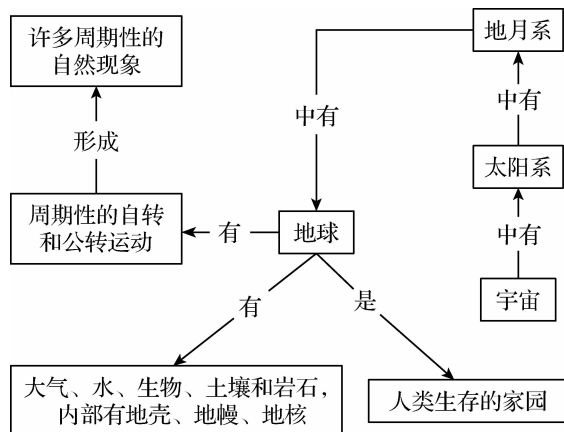 许多周期性的
自然现象
地月系
中有
中有
形成
太阳系
周期性的自转
和公转运动
有
地球
中有
宇宙
有
是
大气、水、生物、土壤和岩石，
内部有地壳、地幔、地核
人类生存的家园